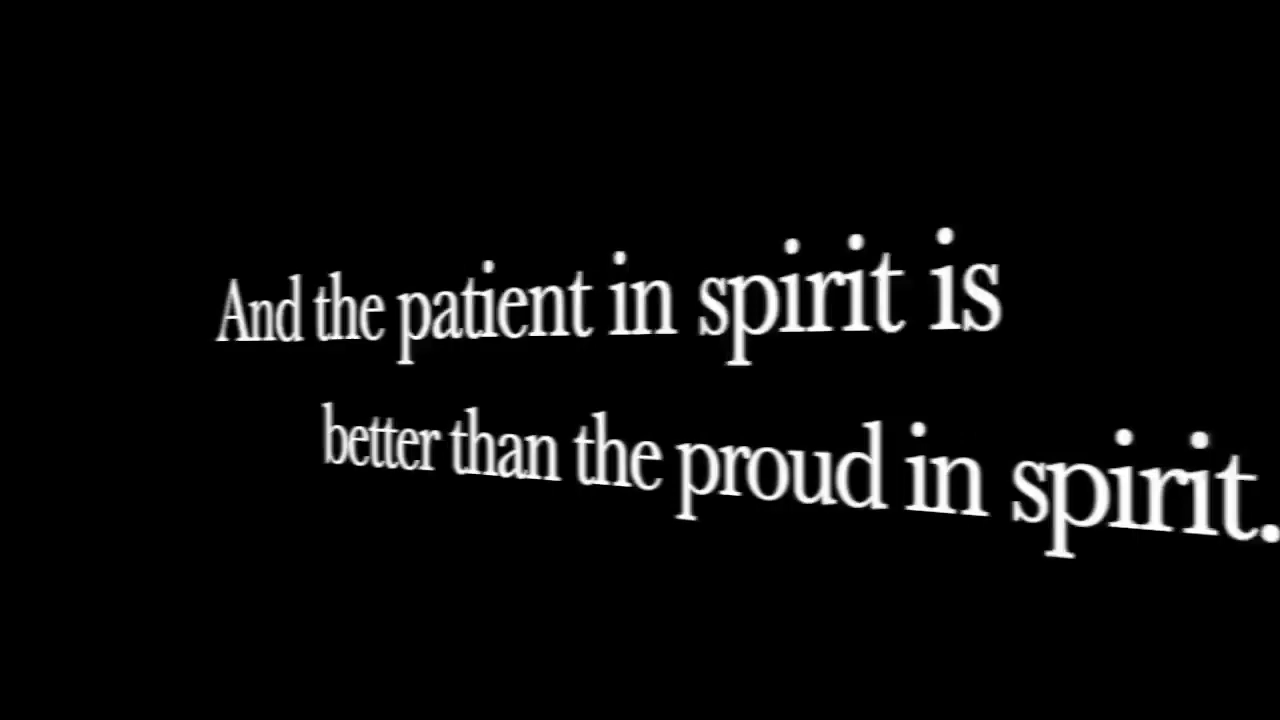 And the patient in spirit is
better than the proud in spirit.